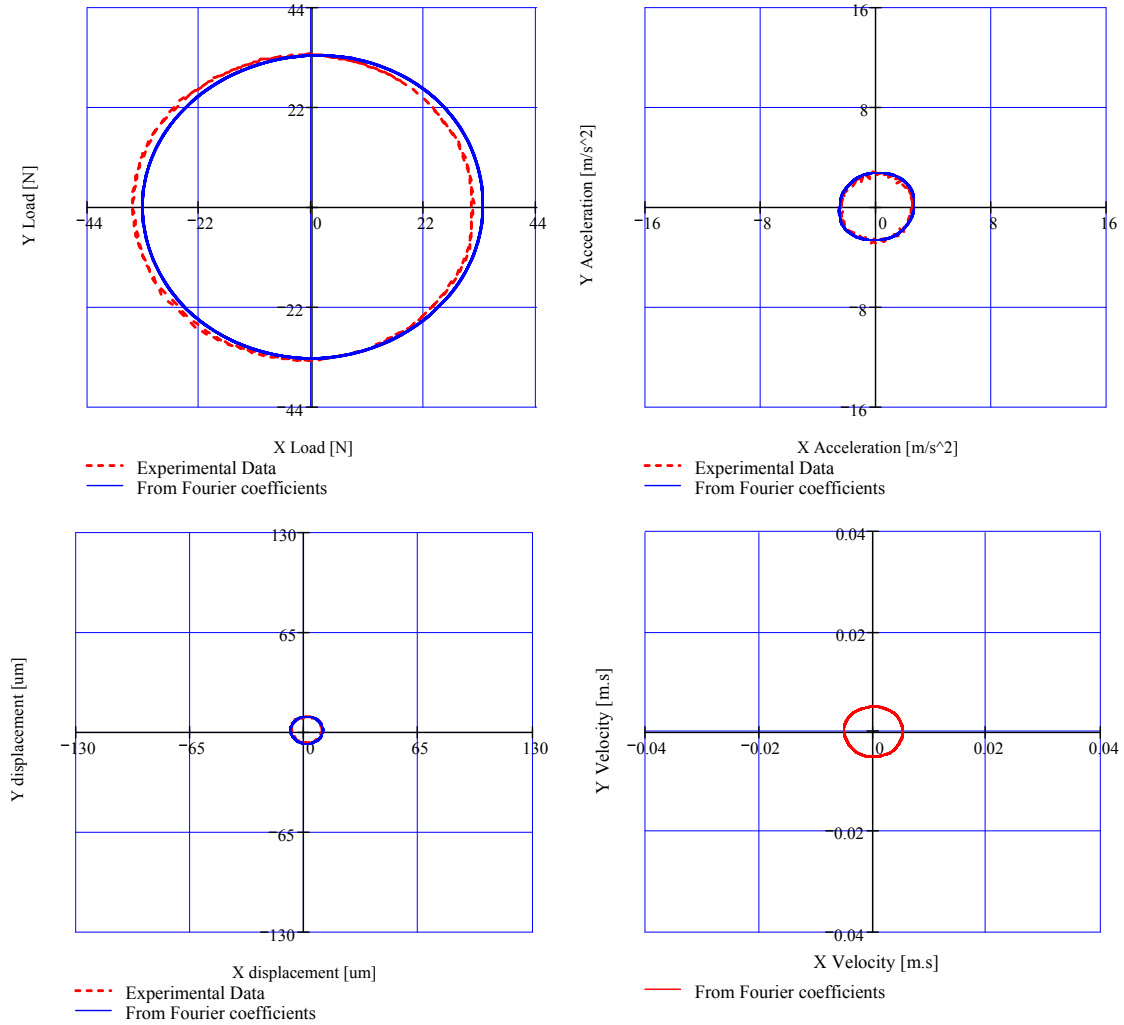 44
22
Y Load [N]
−44
−22
0
22
44
−22
−44
X Load [N]
Experimental Data
From Fourier coefficients
16
8
Y Acceleration [m/s^2]
−16
−8
0
8
16
−8
−16
X Acceleration [m/s^2]
Experimental Data
From Fourier coefficients
130
65
Y displacement [um]
−130
−65
0
65
130
−65
−130
X displacement [um]
Experimental Data
From Fourier coefficients
0.04
0.02
Y Velocity [m.s]
−0.04
−0.02
0
0.02
0.04
−0.02
−0.04
X Velocity [m.s]
From Fourier coefficients